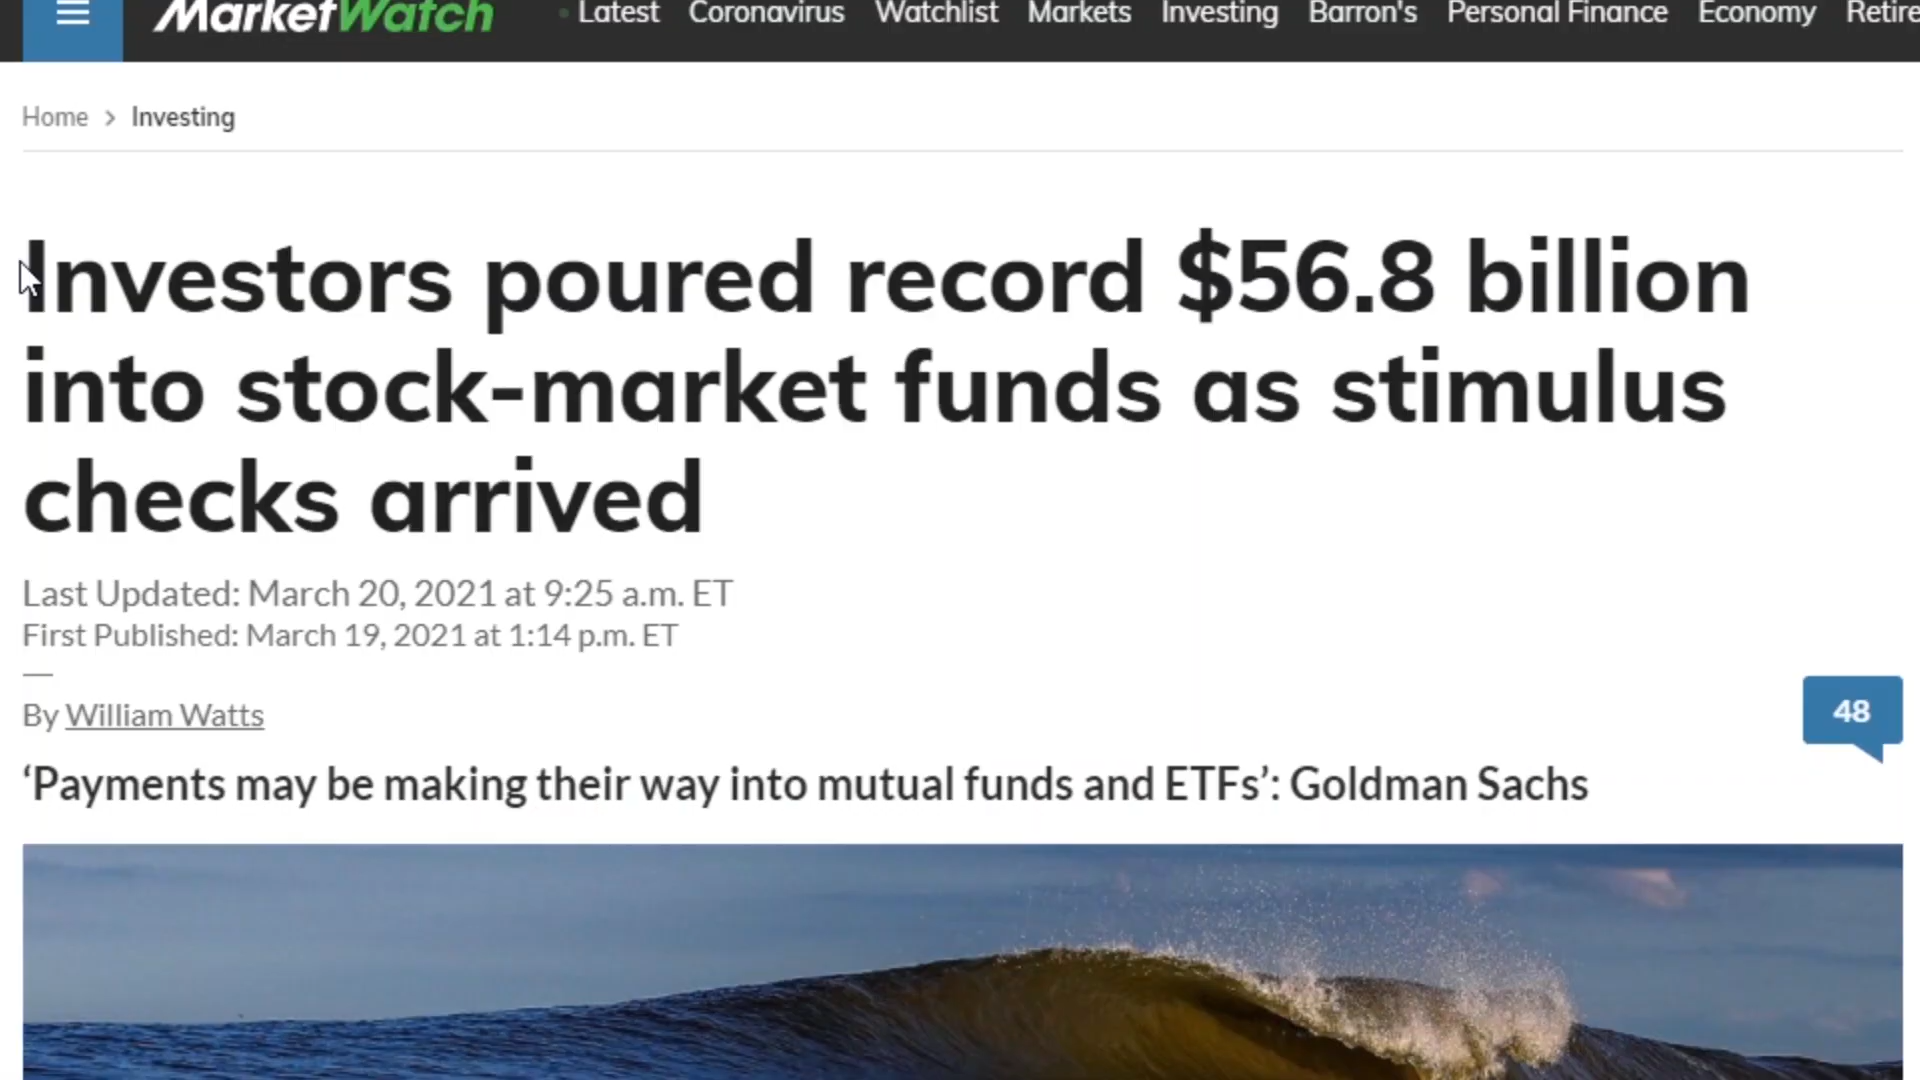 MarketWatch
Latest Coronavirus Watchlist Markets Investing Barron's Personal Finance Economy Retire
Home > Investing
Investors poured record $56.8 billion
into stock-market funds as stimulus
checks arrived
Last Updated: March 20, 2021 at 9:25 a.m. ET
First Published: March 19, 2021 at 1:14 p.m. ET
By William Watts
48
‘Payments may be making their way into mutual funds and ETFs’: Goldman Sachs